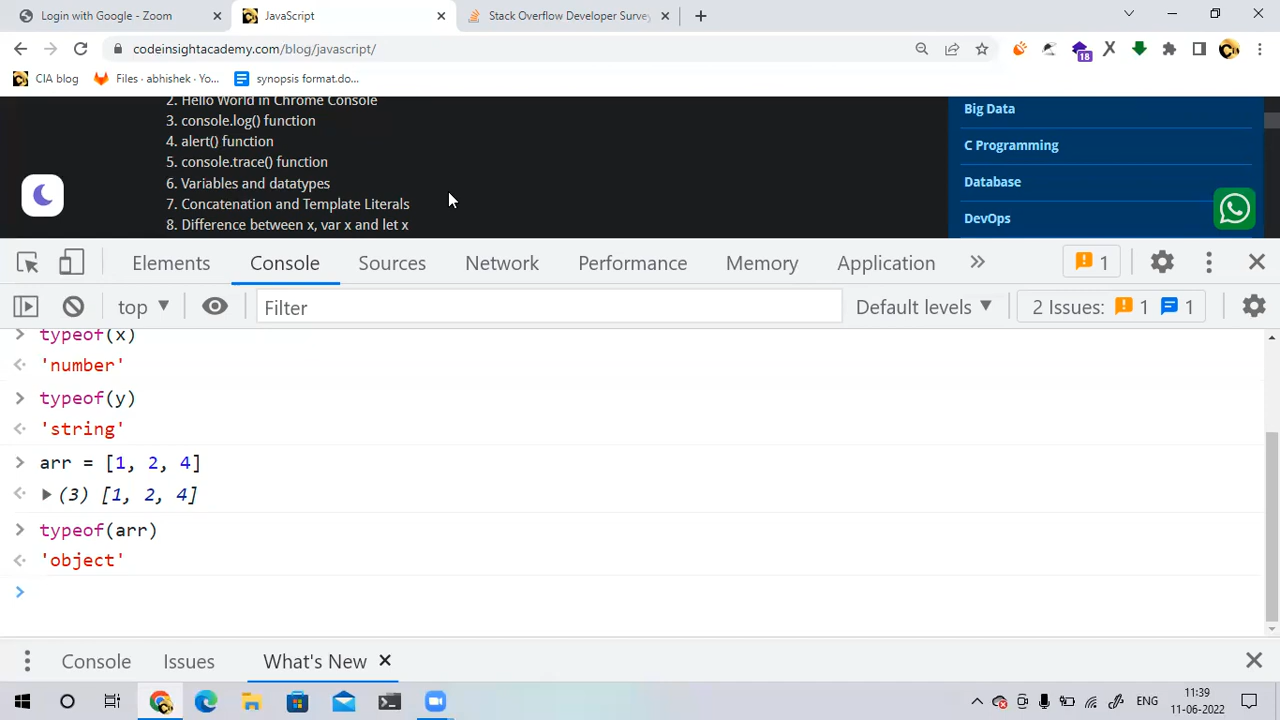 Login with Google - Zoom
JavaScript
Stack Overflow Developer Survey
codeinsightacademy.com/blog/javascript/
18
CIA blog
Files · abhishek · Yo...
synopsis format.do...
2. Hello World in Chrome Console
3. console.log() function
4. alert() function
5. console.trace() function
6. Variables and datatypes
7. Concatenation and Template Literals
8. Difference between x, var x and let x
Big Data
C Programming
Database
DevOps
Elements
Console
Sources
Network
Performance
Memory
Application
1
top
Filter
Default levels
2 Issues: 1 1
typeof(x)
'number'
typeof(y)
'string'
arr = [1, 2, 4]
(3) [1, 2, 4]
typeof(arr)
'object'
Console
Issues
What's New
ENG
11:39
11-06-2022